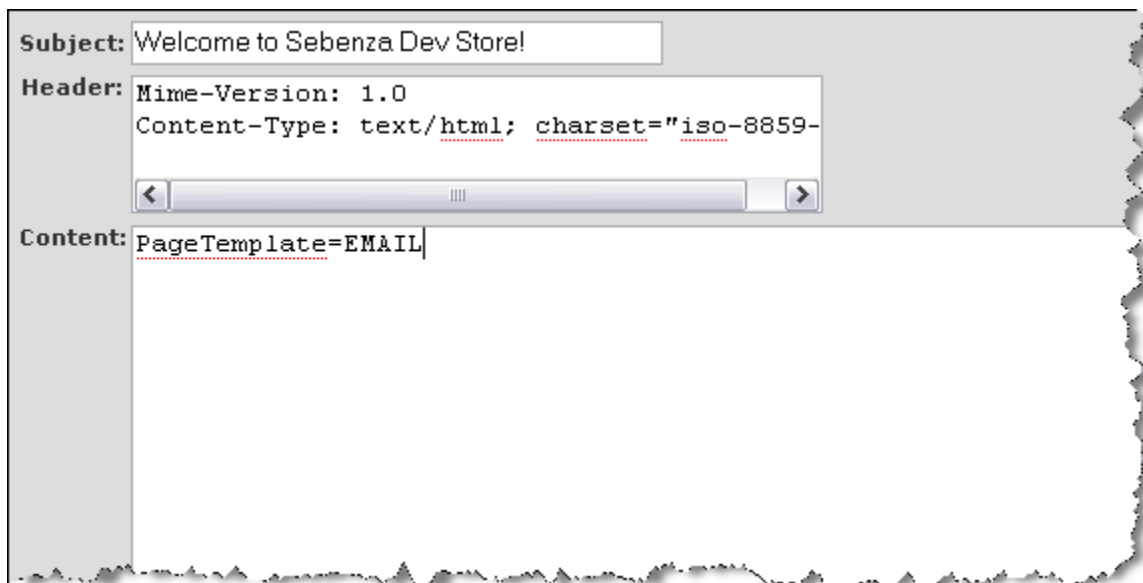 Subject: Welcome to Sebenza Dev Store!
Header: Mime-Version: 1.0
Content-Type: text/html; charset="iso-8859-
Content: PageTemplate=EMAIL